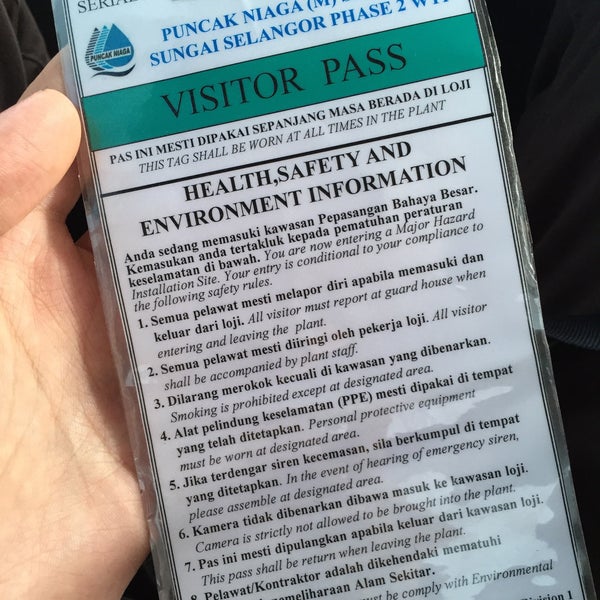 SERIAL
PUNCAK NIAGA (M)
SUNGAI SELANGOR PHASE 2
PUNCAK NIAGA
VISITOR PASS
PAS INI MESTI DIPAKAI SEPANJANG MASA BERADA DI LOJI
THIS TAG SHALL BE WORN AT ALL TIMES IN THE PLANT
HEALTH,SAFETY AND
ENVIRONMENT INFORMATION
Anda sedang memasuki kawasan Pepasangan Bahaya Besar.
Kemasukan anda tertakluk kepada pematuhan peraturan
keselamatan di bawah. You are now entering a Major Hazard
Installation Site. Your entry is conditional to your compliance to
the following safety rules.
1. Semua pelawat mesti melapor diri apabila memasuki dan
keluar dari loji. All visitor must report at guard house when
entering and leaving the plant.
2. Semua pelawat mesti diiringi oleh pekerja loji. All visitor
shall be accompanied by plant staff.
3. Dilarang merokok kecuali di kawasan yang dibenarkan.
Smoking is prohibited except at designated area.
4. Alat pelindung keselamatan (PPE) mesti dipakai di tempat
yang telah ditetapkan. Personal protective equipment
must be worn at designated area.
5. Jika terdengar siren kecemasan, sila berkumpul di tempat
yang ditetapkan. In the event of hearing of emergency siren,
please assemble at designated area.
6. Kamera tidak dibenarkan dibawa masuk ke kawasan loji.
Camera is strictly not allowed to be brought into the plant.
7. Pas ini mesti dipulangkan apabila keluar dari kawasan loji.
This pass shall be return when leaving the plant.
8. Pelawat/Kontraktor adalah dikehendaki mematuhi
Pemeliharaan Alam Sekitar.
must be comply with Environmental
Division 1